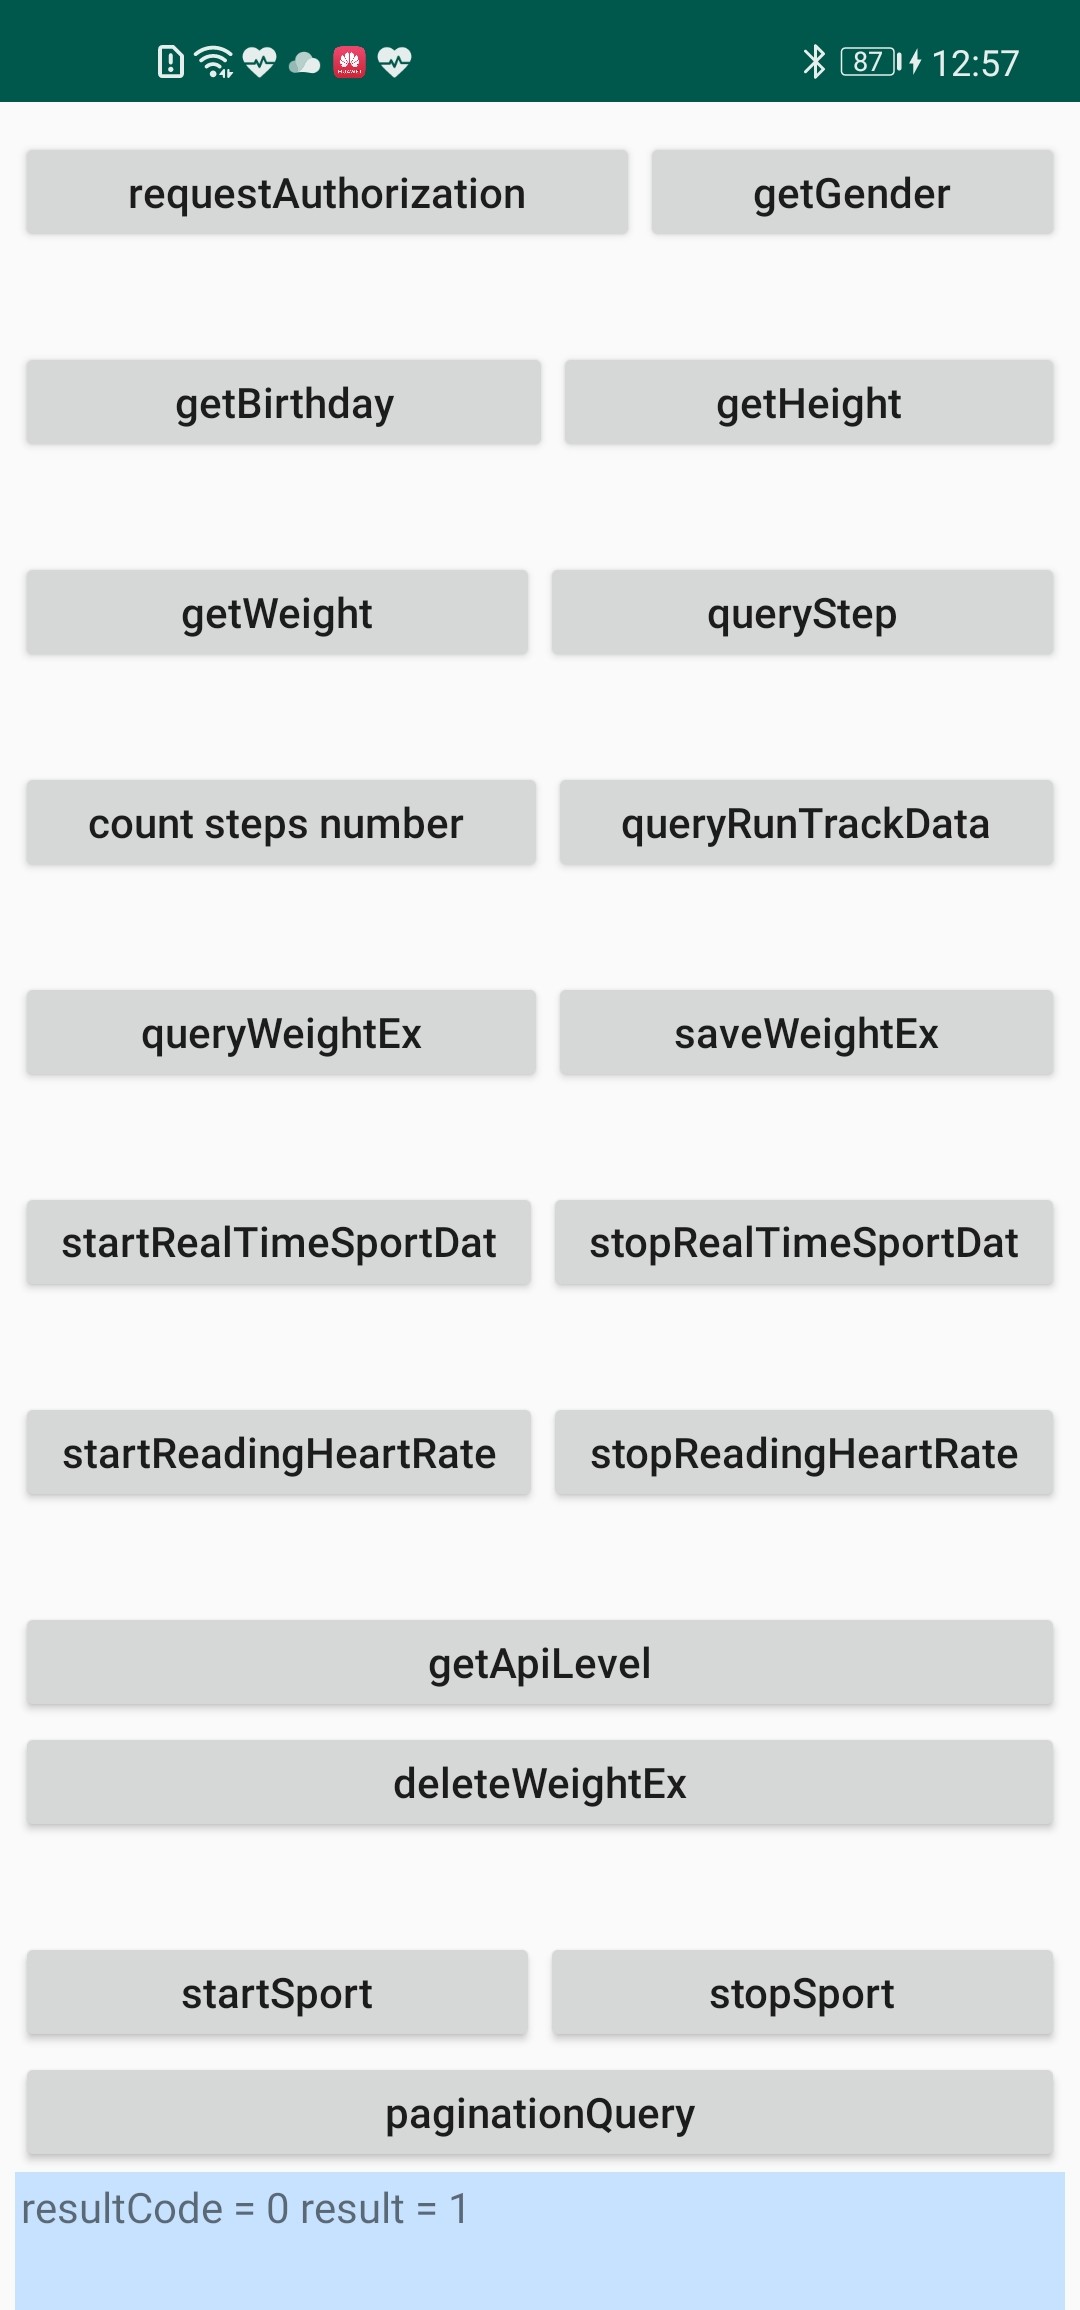 87 12:57
requestAuthorization getGender
getBirthday getHeight
getWeight queryStep
count steps number queryRunTrackData
queryWeightEx saveWeightEx
startRealTimeSportDat stopRealTimeSportDat
startReadingHeartRate stopReadingHeartRate
getApiLevel
deleteWeightEx
startSport stopSport
paginationQuery
resultCode = 0 result = 1